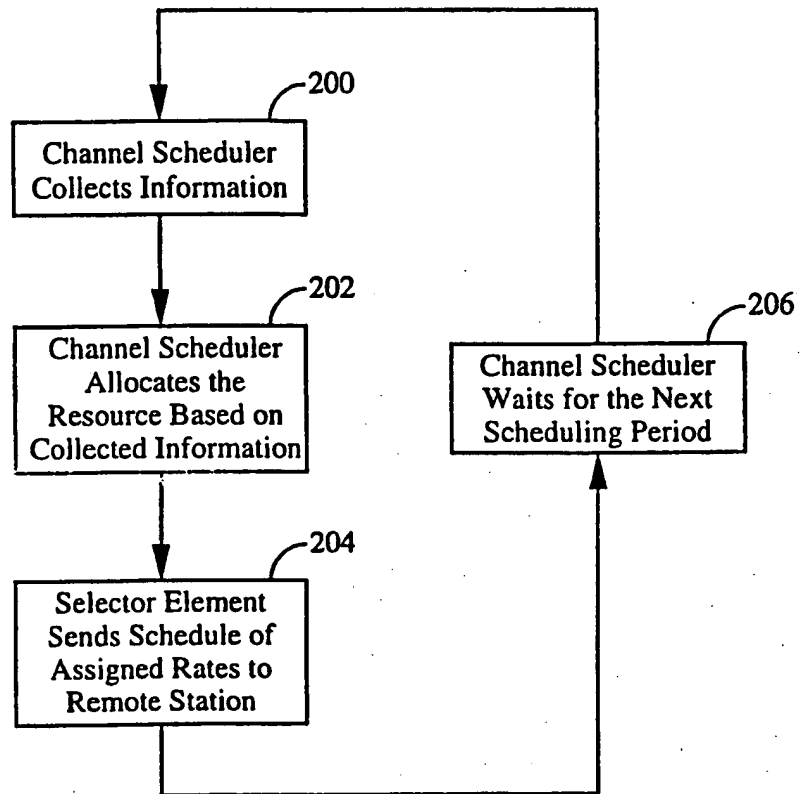 200
Channel Scheduler
Collects Information
202
Channel Scheduler
Allocates the
Resource Based on
Collected Information
206
Channel Scheduler
Waits for the Next
Scheduling Period
204
Selector Element
Sends Schedule of
Assigned Rates to
Remote Station